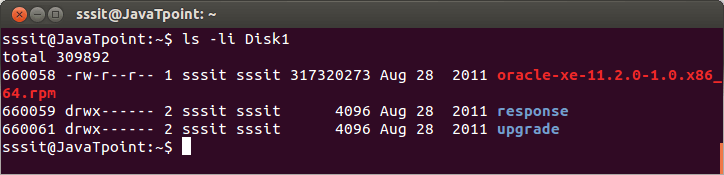 sssit@JavaTpoint: ~
sssit@JavaTpoint:~$ ls -li Disk1
total 309892
660058 -rw-r--r-- 1 sssit sssit 317320273 Aug 28  2011 oracle-xe-11.2.0-1.0.x86_
64.rpm
660059 drwx------ 2 sssit sssit      4096 Aug 28  2011 response
660061 drwx------ 2 sssit sssit      4096 Aug 28  2011 upgrade
sssit@JavaTpoint:~$